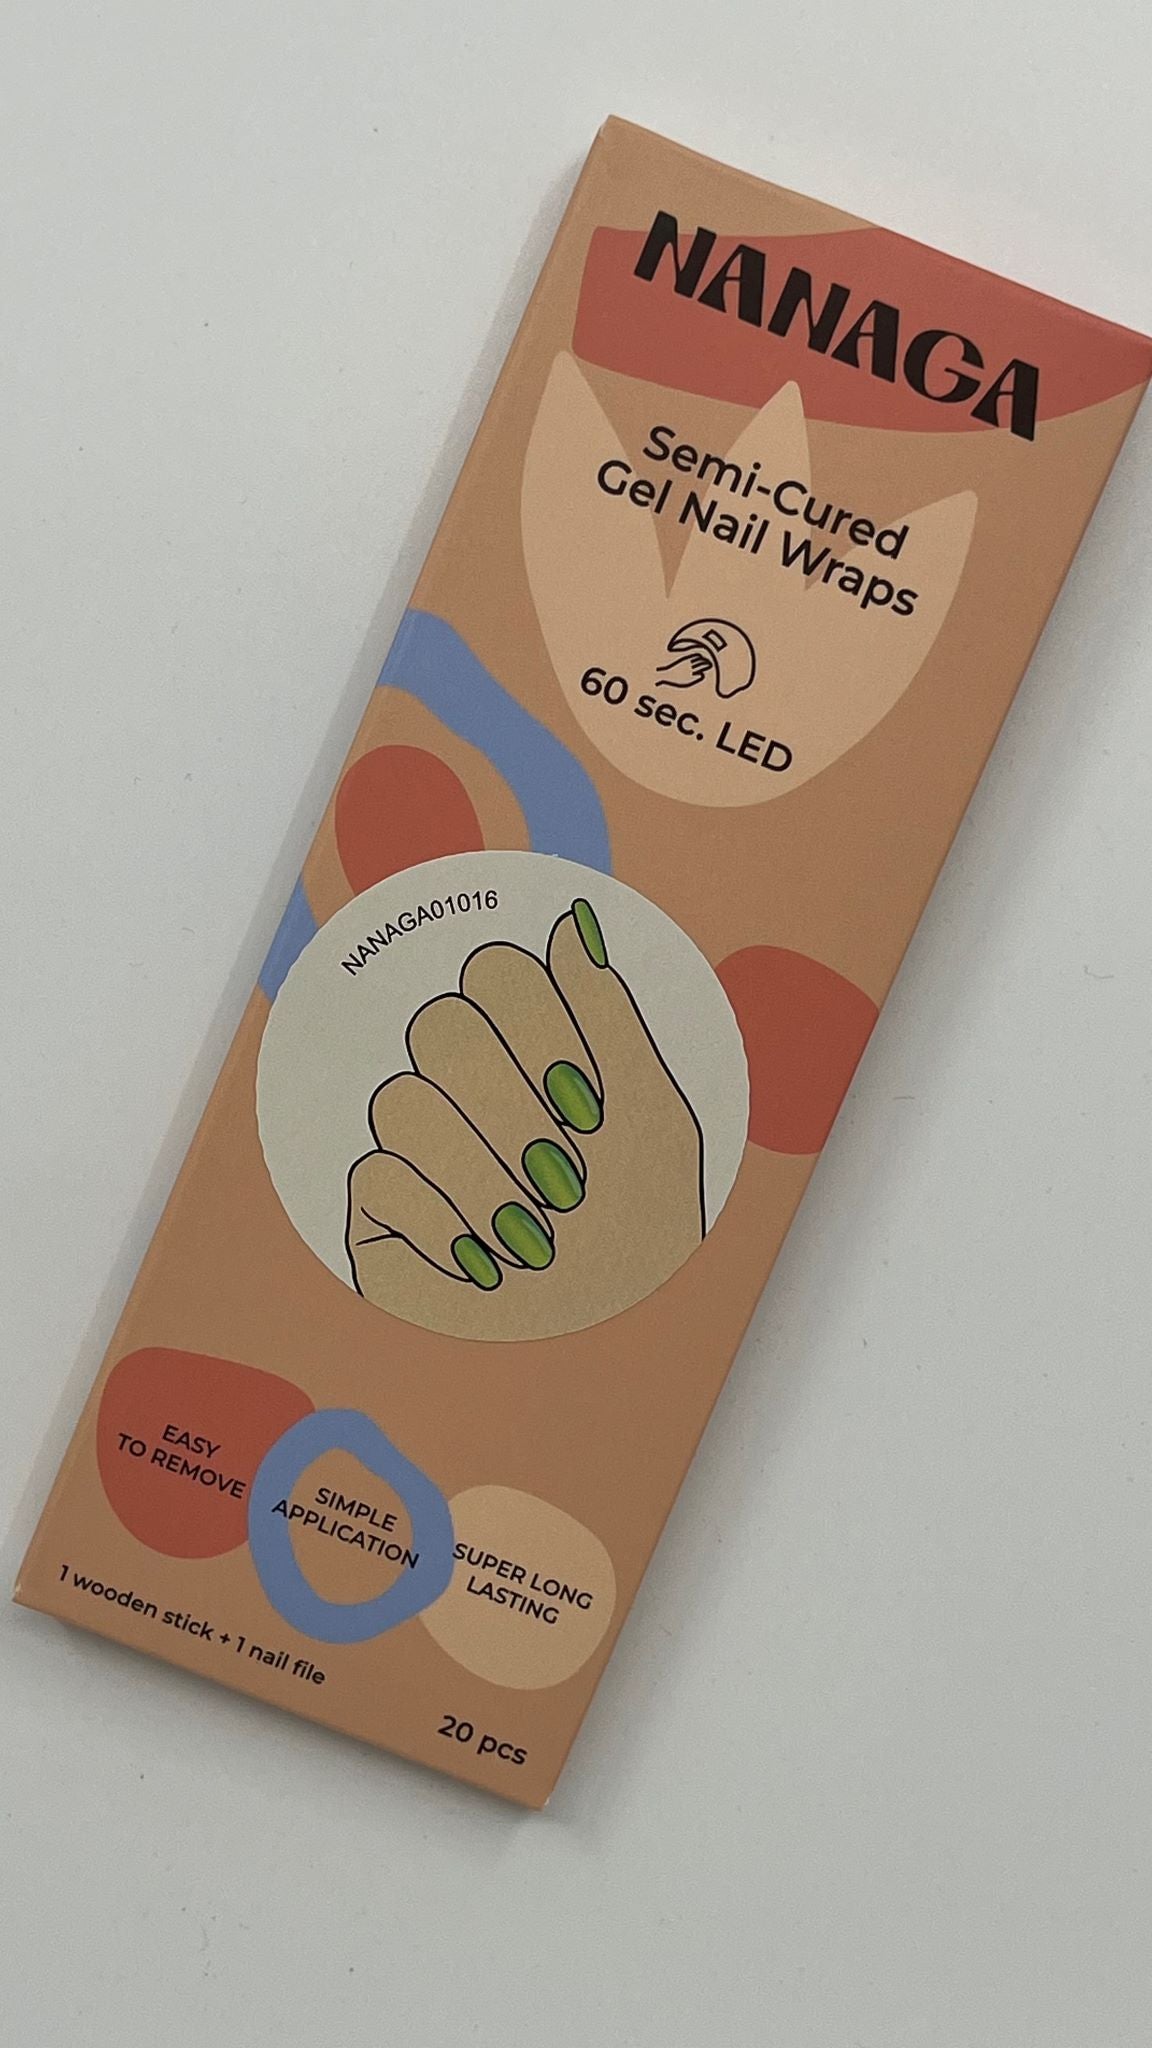 NANAGA
Semi-Cured
Gel Nail Wraps
60 sec. LED
NANAGA01016
EASY
TO REMOVE
SIMPLE
APPLICATION
SUPER LONG
LASTING
1 wooden stick + 1 nail file
20 pcs